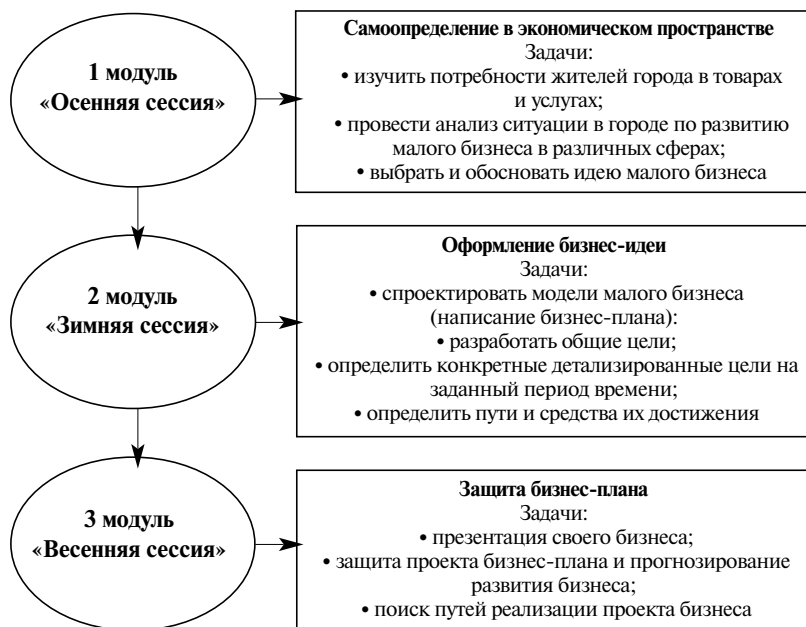 1 модуль
«Осенняя сессия»
Самоопределение в экономическом пространстве
Задачи:
• изучить потребности жителей города в товарах
и услугах;
• провести анализ ситуации в городе по развитию
малого бизнеса в различных сферах;
• выбрать и обосновать идею малого бизнеса
2 модуль
«Зимняя сессия»
Оформление бизнес-идеи
Задачи:
• спроектировать модели малого бизнеса
(написание бизнес-плана):
• разработать общие цели;
• определить конкретные детализированные цели на
заданный период времени;
• определить пути и средства их достижения
3 модуль
«Весенняя сессия»
Защита бизнес-плана
Задачи:
• презентация своего бизнеса;
• защита проекта бизнес-плана и прогнозирование
развития бизнеса;
• поиск путей реализации проекта бизнеса